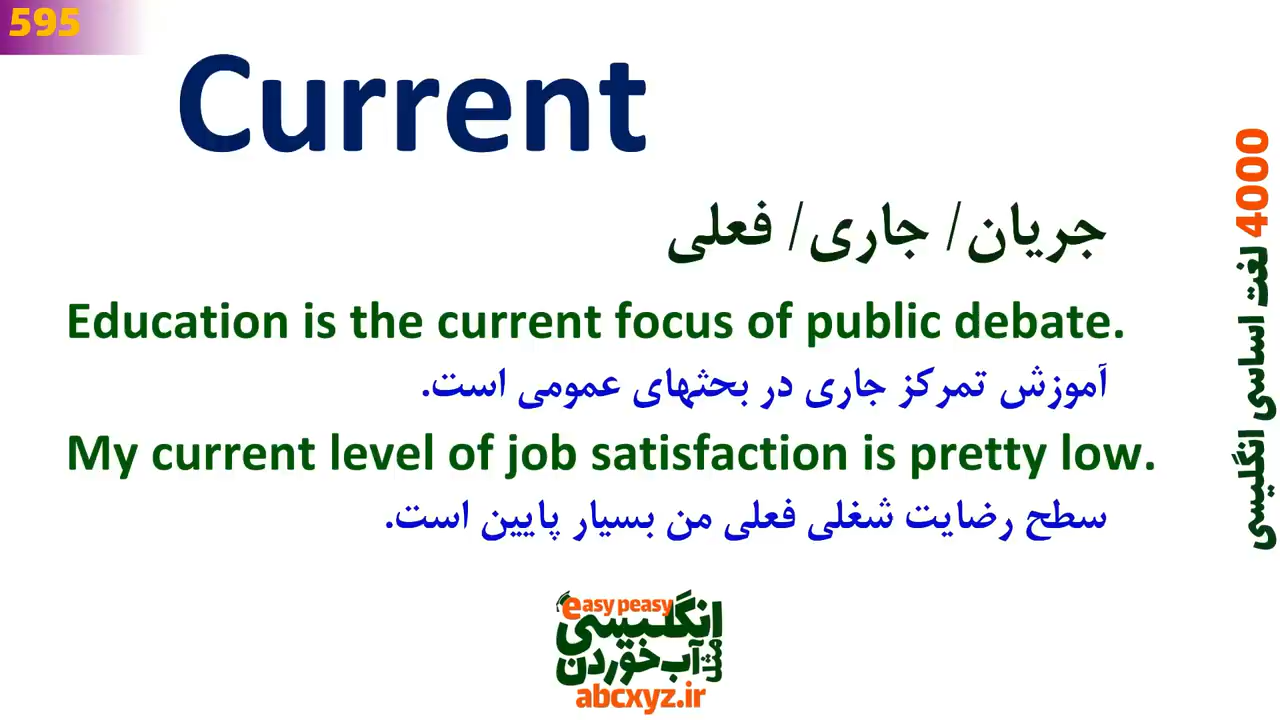 595
Current
جریان/ جاری/ فعلی
Education is the current focus of public debate.
آموزش تمرکز جاری در بحثهای عمومی است.
My current level of job satisfaction is pretty low.
سطح رضایت شغلی فعلی من بسیار پایین است.
4000 لغت اساسی انگلیسی
easy peasy
انگلیسی
مثل آب خوردن
abcxyz.ir